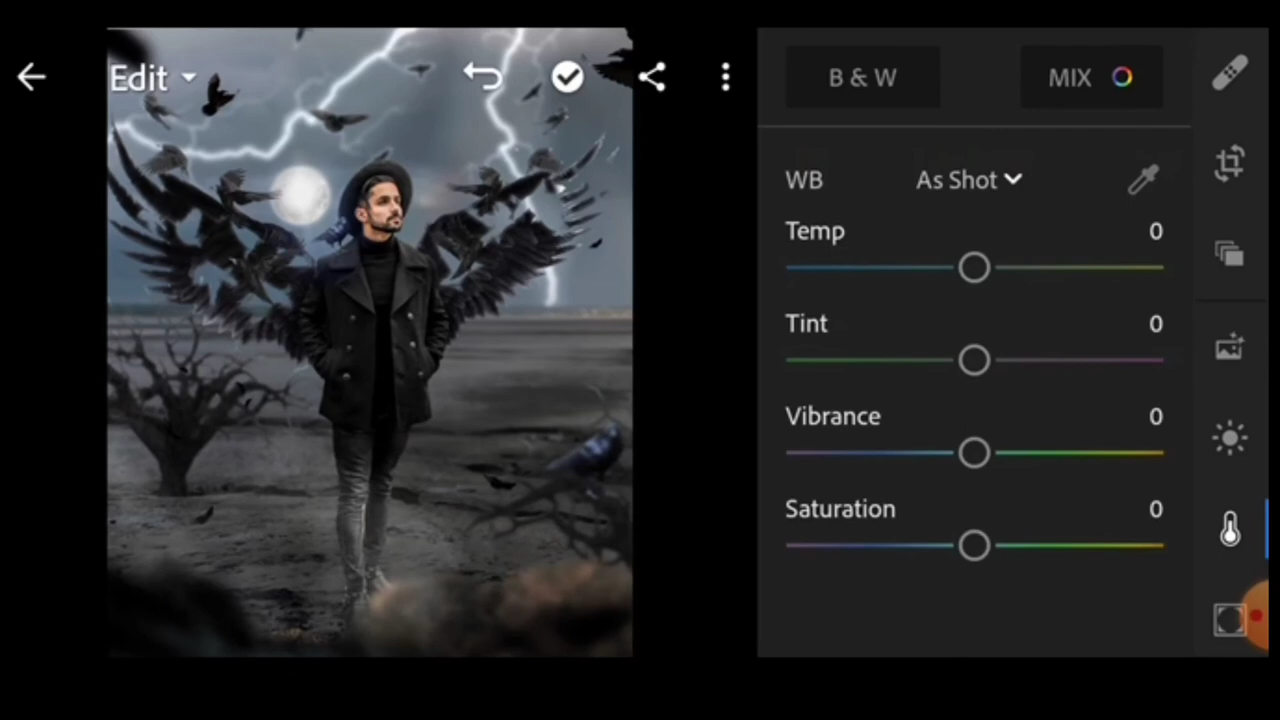 Edit
B & W
MIX
WB
As Shot
Temp
0
Tint
0
Vibrance
0
Saturation
0